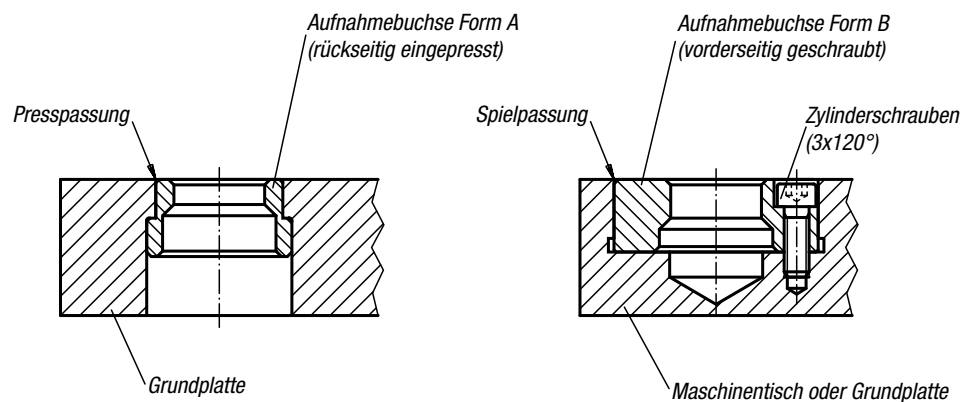 Aufnahmebuchse Form A
(rückseitig eingepresst)
Presspassung
Grundplatte
Aufnahmebuchse Form B
(vorderseitig geschraubt)
Spielpassung
Zylinderschrauben
(3x120°)
Maschinentisch oder Grundplatte